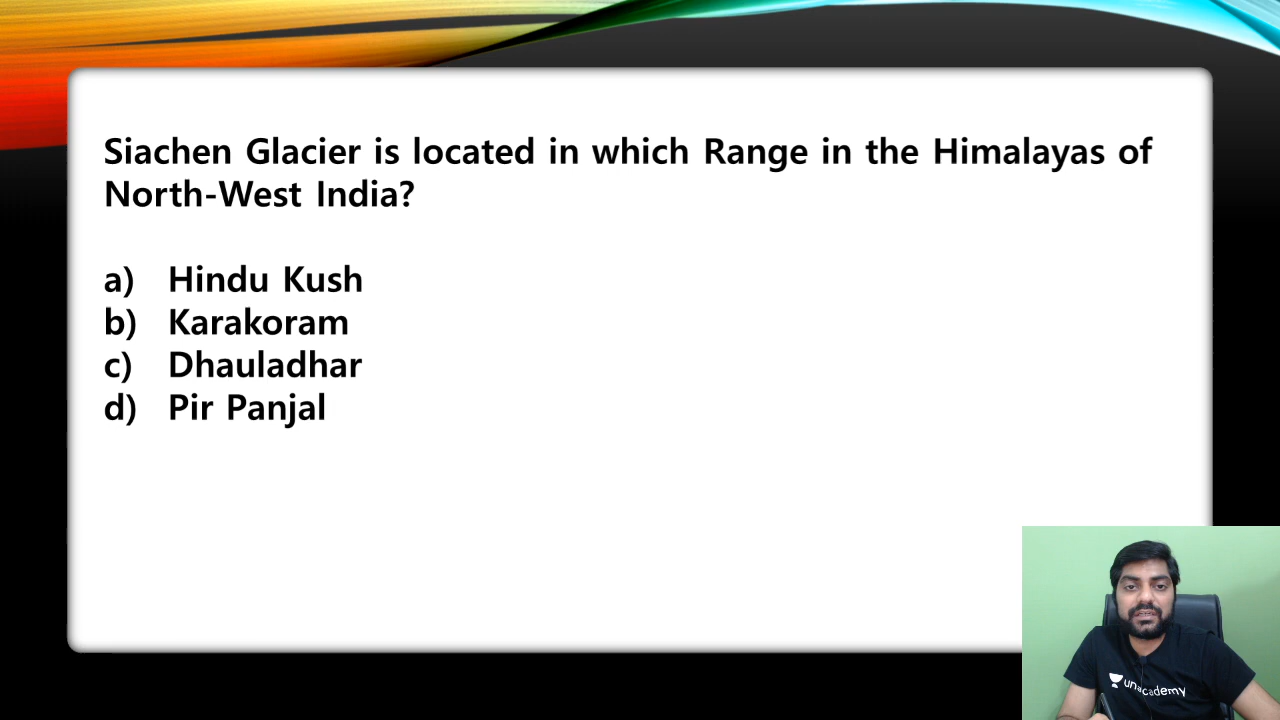 Siachen Glacier is located in which Range in the Himalayas of
North-West India?
a) Hindu Kush
b) Karakoram
c) Dhauladhar
d) Pir Panjal
unacademy